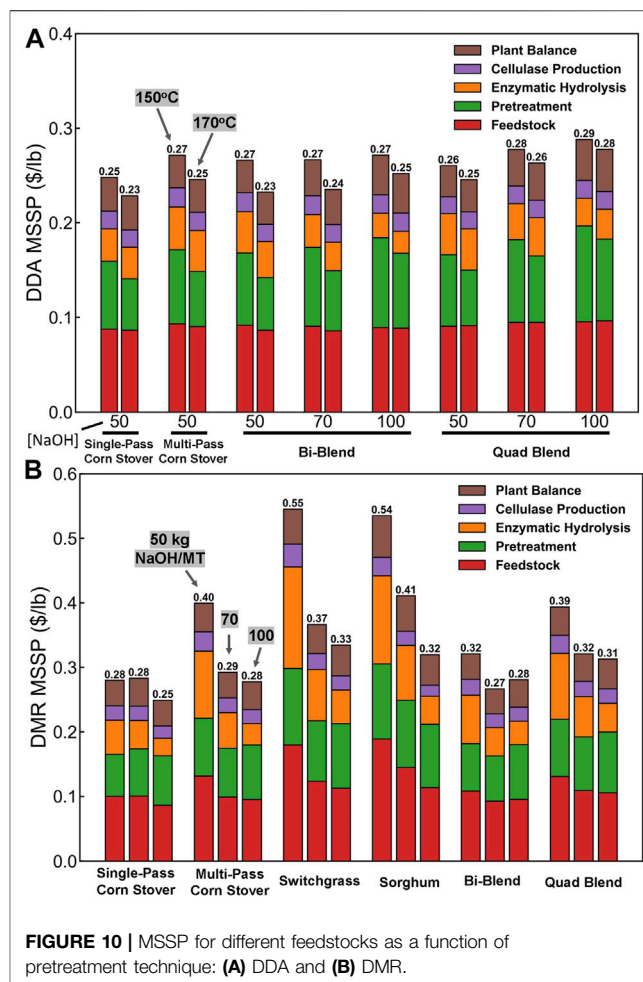 A
DDA MSSP ($/lb)
0.4
0.3
0.2
0.1
0.0
Plant Balance
Cellulase Production
Enzymatic Hydrolysis
Pretreatment
Feedstock
150°C
170°C
0.25 0.23 0.27 0.25 0.27 0.23 0.27 0.24 0.27 0.25 0.26 0.25 0.28 0.26 0.29 0.28
50 50 50 70 100 50 70 100
[NaOH]
Single-Pass Corn Stover
Multi-Pass Corn Stover
Bi-Blend
Quad Blend
B
DMR MSSP ($/lb)
0.6
0.5
0.4
0.3
0.2
0.1
0.0
Plant Balance
Cellulase Production
Enzymatic Hydrolysis
Pretreatment
Feedstock
50 kg
NaOH/MT
70
100
0.28 0.28 0.25 0.40 0.29 0.28 0.55 0.37 0.33 0.54 0.41 0.32 0.32 0.27 0.28 0.39 0.32 0.31
Single-Pass
Corn Stover
Multi-Pass
Corn Stover
Switchgrass
Sorghum
Bi-Blend
Quad Blend
FIGURE 10 | MSSP for different feedstocks as a function of
pretreatment technique: (A) DDA and (B) DMR.